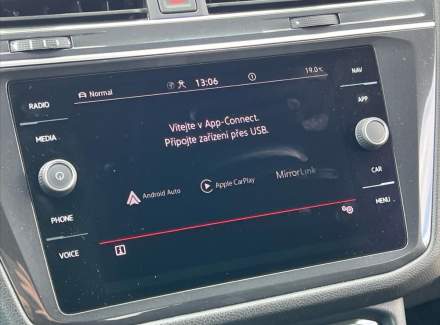 Normal
13:06
19.0°C
RADIO
MEDIA
PHONE
VOICE
Vítejte v App-Connect.
Připojte zařízení přes USB.
Android Auto
Apple CarPlay
MirrorLink
NAV
APP
CAR
MENU